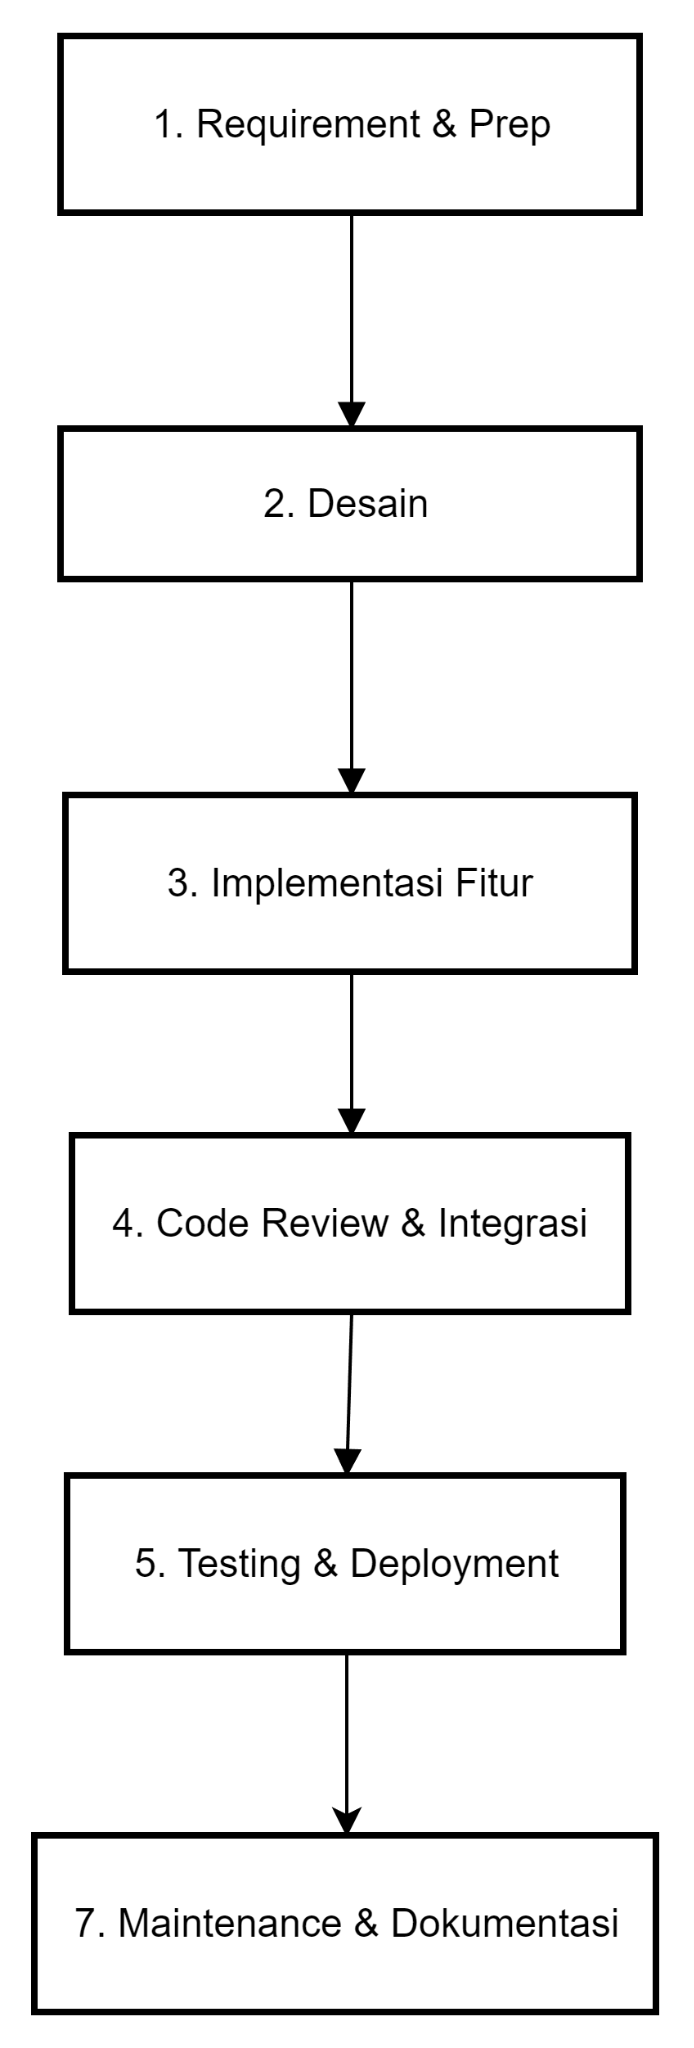 1. Requirement & Prep
2. Desain
3. Implementasi Fitur
4. Code Review & Integrasi
5. Testing & Deployment
7. Maintenance & Dokumentasi